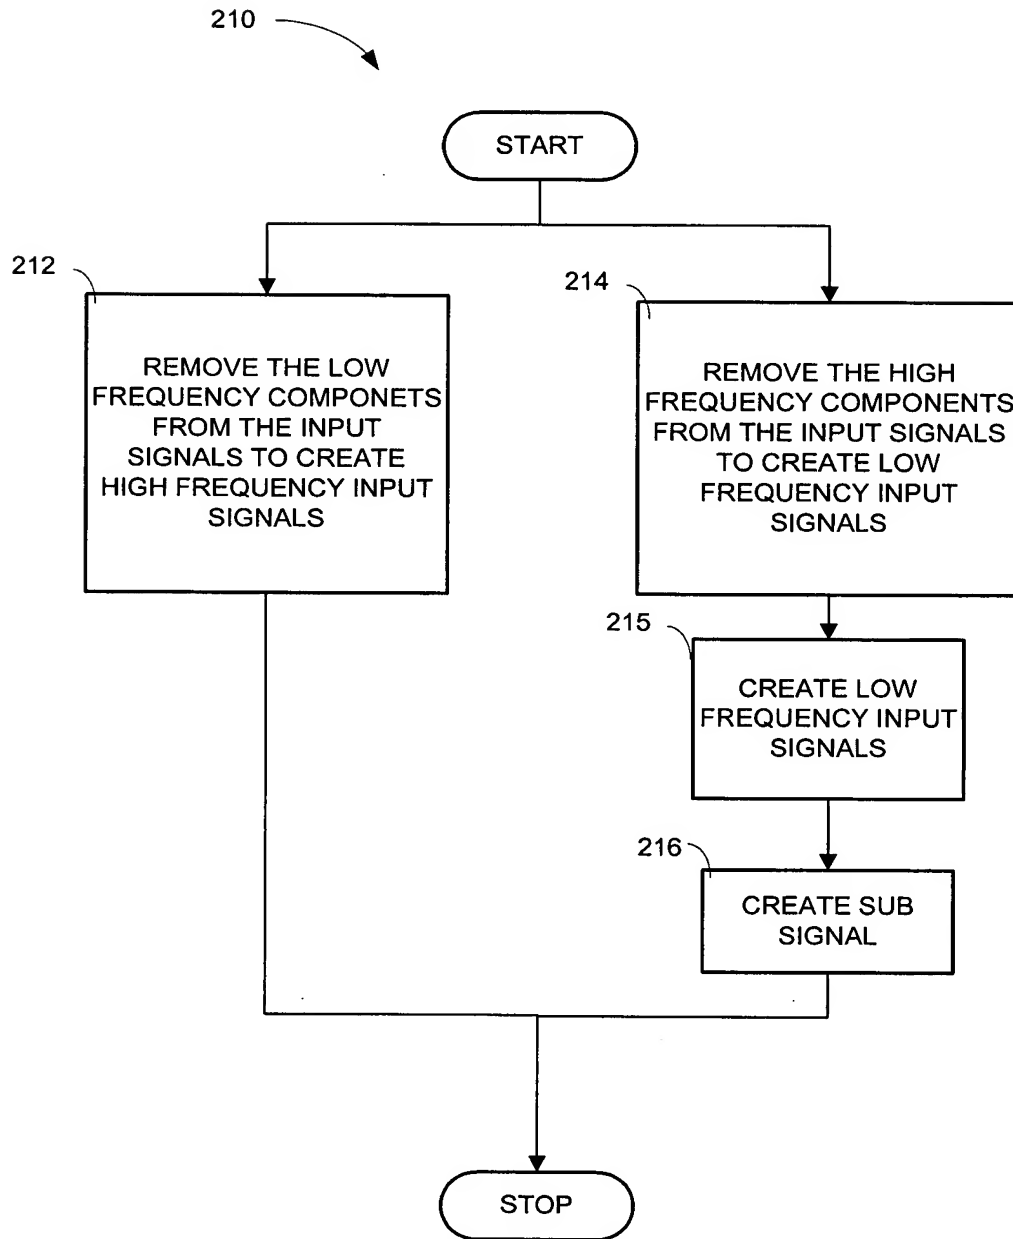 210
START
212
REMOVE THE LOW
FREQUENCY COMPONETS
FROM THE INPUT
SIGNALS TO CREATE
HIGH FREQUENCY INPUT
SIGNALS
214
REMOVE THE HIGH
FREQUENCY COMPONENTS
FROM THE INPUT SIGNALS
TO CREATE LOW
FREQUENCY INPUT
SIGNALS
215
CREATE LOW
FREQUENCY INPUT
SIGNALS
216
CREATE SUB
SIGNAL
STOP